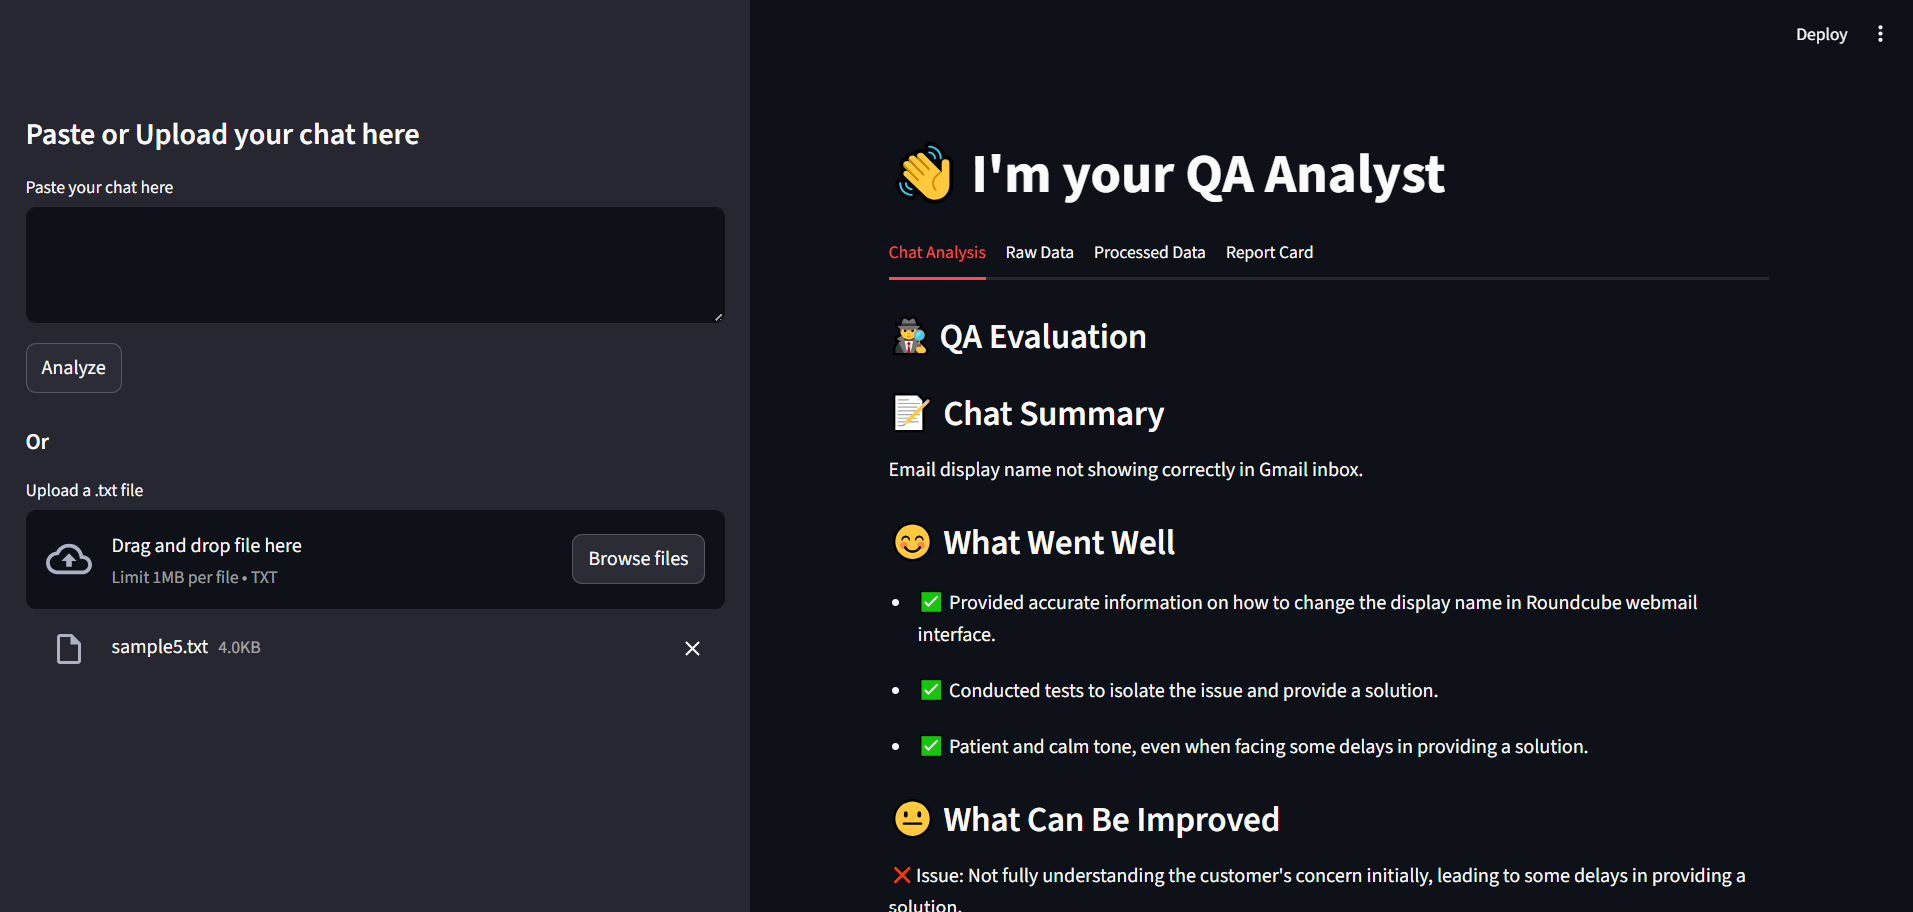 Deploy
Paste or Upload your chat here
Paste your chat here
Analyze
Or
Upload a .txt file
Drag and drop file here
Limit 1MB per file • TXT
Browse files
sample5.txt 4.0KB
I'm your QA Analyst
Chat Analysis Raw Data Processed Data Report Card
QA Evaluation
Chat Summary
Email display name not showing correctly in Gmail inbox.
What Went Well
Provided accurate information on how to change the display name in Roundcube webmail
interface.
Conducted tests to isolate the issue and provide a solution.
Patient and calm tone, even when facing some delays in providing a solution.
What Can Be Improved
Issue: Not fully understanding the customer's concern initially, leading to some delays in providing a
solution.